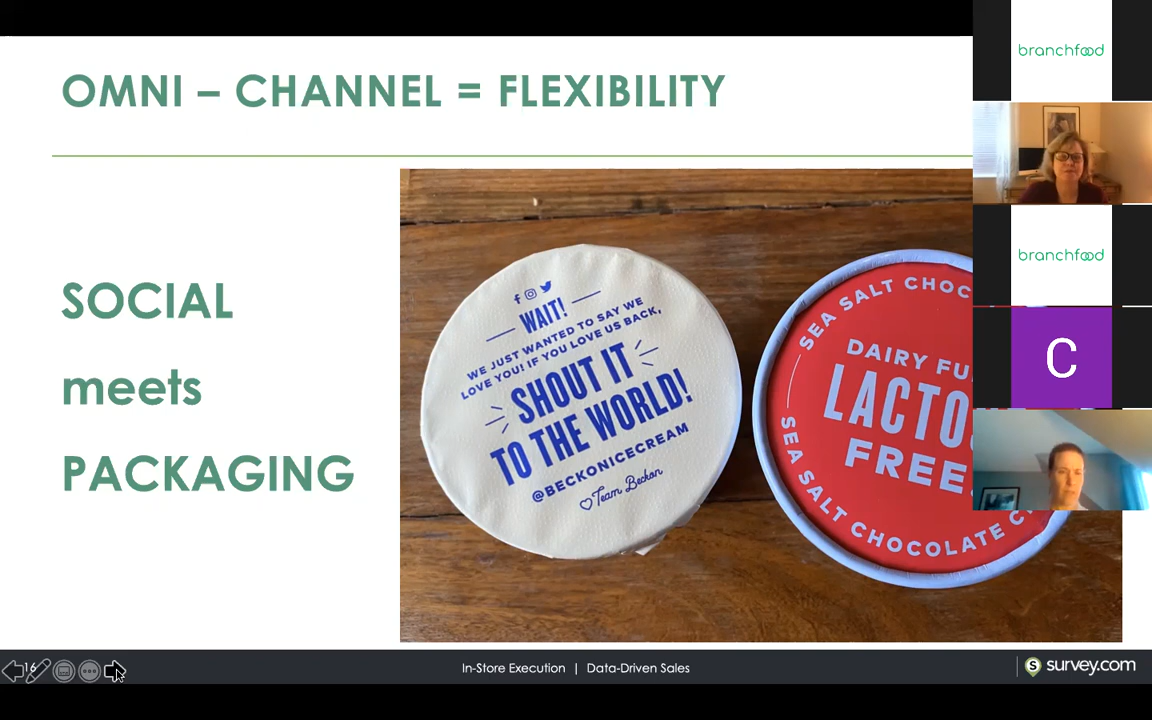 OMNI – CHANNEL = FLEXIBILITY
SOCIAL
meets
PACKAGING
WAIT!
WE JUST WANTED TO SAY WE
LOVE YOU! IF YOU LOVE US BACK,
SHOUT IT
TO THE WORLD!
@BECKONICECREAM
Team Beckon
SEA SALT CHOC
DAIRY FU
LACTO
FREE
SEA SALT CHOCOLATE C
branchfood
branchfood
C
16
In-Store Execution | Data-Driven Sales
S survey.com